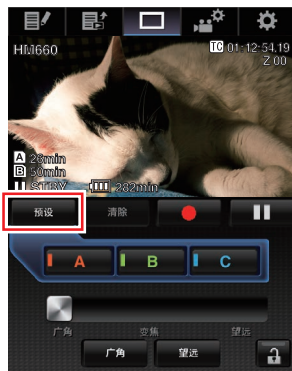 HM660
TC 01:12:54.19
Z 00
A 26min
B 50min
STBY 282min
预设 清除
A B C
广角 变焦 望远
广角 望远